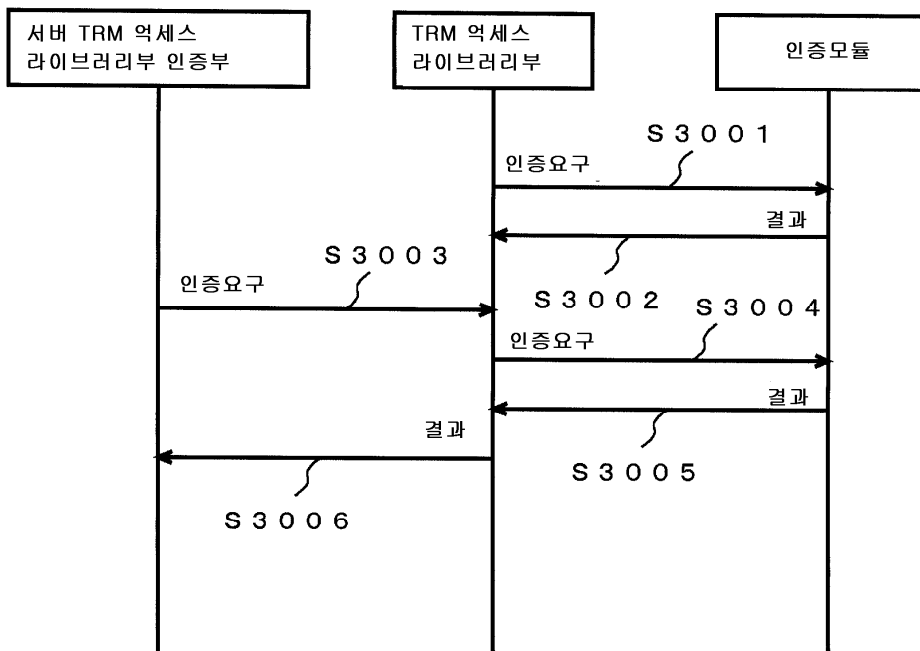 서버 TRM 억세스
라이브러리부 인증부
TRM 억세스
라이브러리부
인증모듈
S3001
인증요구
결과
S3003
S3002
인증요구
S3004
인증요구
결과
결과
S3005
S3006